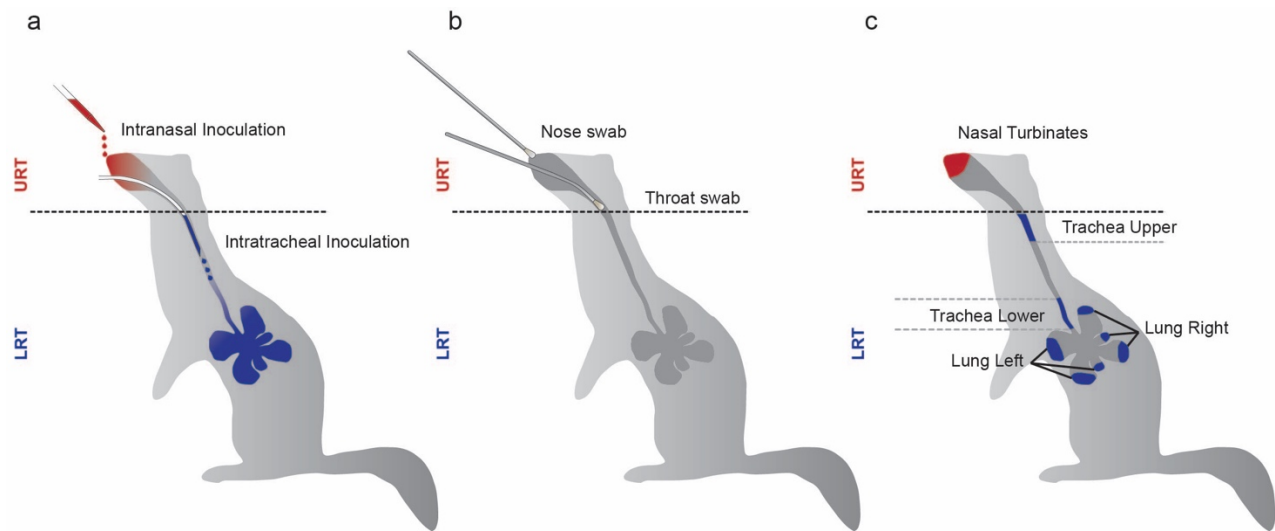 a
Intranasal Inoculation
URT
Intratracheal Inoculation
LRT
b
Nose swab
URT
Throat swab
LRT
c
Nasal Turbinates
URT
Trachea Upper
Trachea Lower
Lung Right
LRT
Lung Left